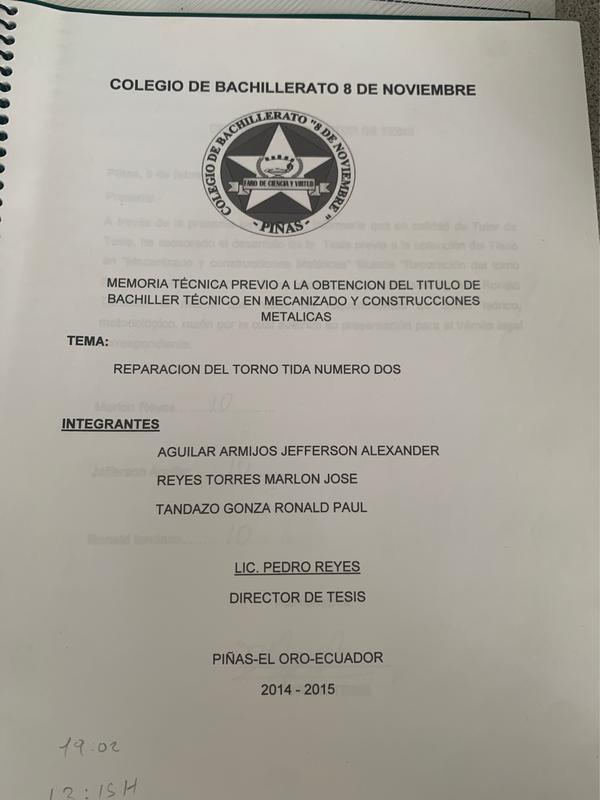 COLEGIO DE BACHILLERATO 8 DE NOVIEMBRE
COLEGIO DE BACHILLERATO "8 DE NOVIEMBRE"
FARO DE CIENCIA Y VIRTUD
- PIÑAS -
MEMORIA TÉCNICA PREVIO A LA OBTENCION DEL TITULO DE
BACHILLER TÉCNICO EN MECANIZADO Y CONSTRUCCIONES
METALICAS
TEMA:
REPARACION DEL TORNO TIDA NUMERO DOS
INTEGRANTES
AGUILAR ARMIJOS JEFFERSON ALEXANDER
REYES TORRES MARLON JOSE
TANDAZO GONZA RONALD PAUL
LIC. PEDRO REYES
DIRECTOR DE TESIS
PIÑAS-EL ORO-ECUADOR
2014 - 2015
19:02
12:15H